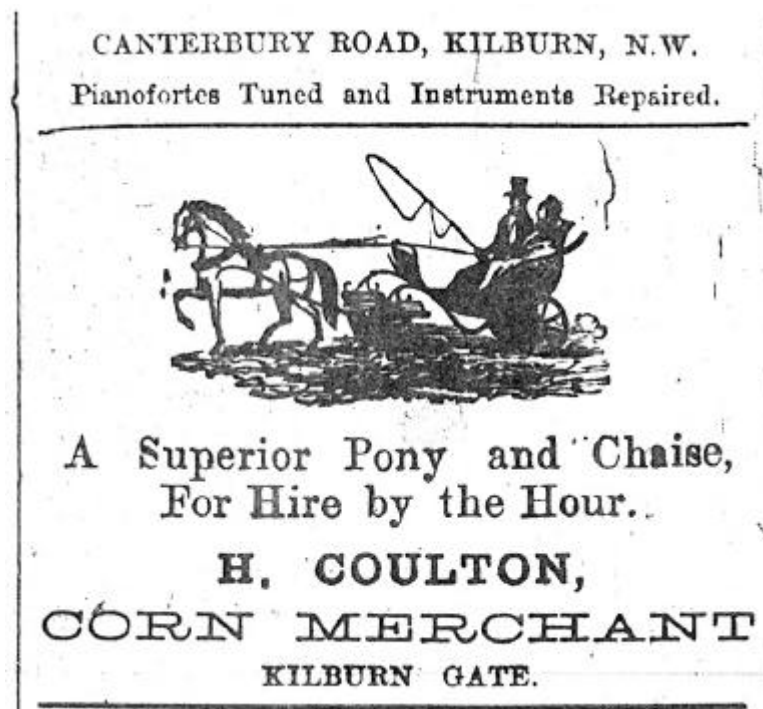 CANTERBURY ROAD, KILBURN, N.W.
Pianofortes Tuned and Instruments Repaired.
A Superior Pony and Chaise,
For Hire by the Hour.
H. COULTON,
CORN MERCHANT
KILBURN GATE.